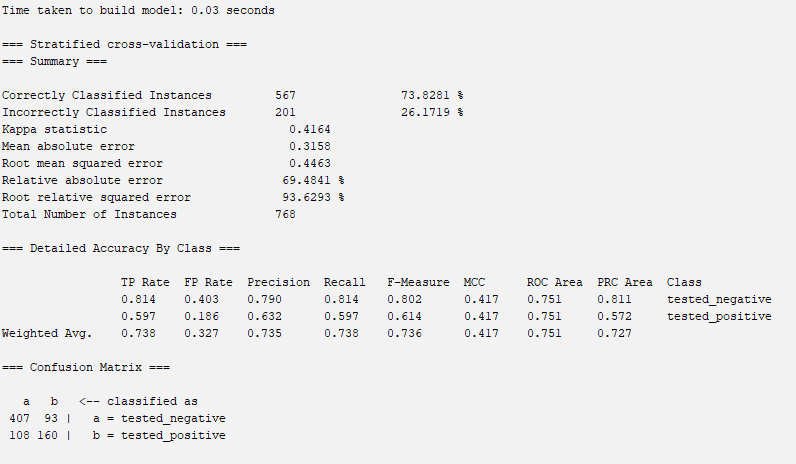 Time taken to build model: 0.03 seconds
=== Stratified cross-validation ===
=== Summary ===
Correctly Classified Instances 567 73.8281 %
Incorrectly Classified Instances 201 26.1719 %
Kappa statistic 0.4164
Mean absolute error 0.3158
Root mean squared error 0.4463
Relative absolute error 69.4841 %
Root relative squared error 93.6293 %
Total Number of Instances 768
=== Detailed Accuracy By Class ===
TP Rate FP Rate Precision Recall F-Measure MCC ROC Area PRC Area Class
0.814 0.403 0.790 0.814 0.802 0.417 0.751 0.811 tested_negative
0.597 0.186 0.632 0.597 0.614 0.417 0.751 0.572 tested_positive
Weighted Avg. 0.738 0.327 0.735 0.738 0.736 0.417 0.751 0.727
=== Confusion Matrix ===
a b <-- classified as
407 93 | a = tested_negative
108 160 | b = tested_positive